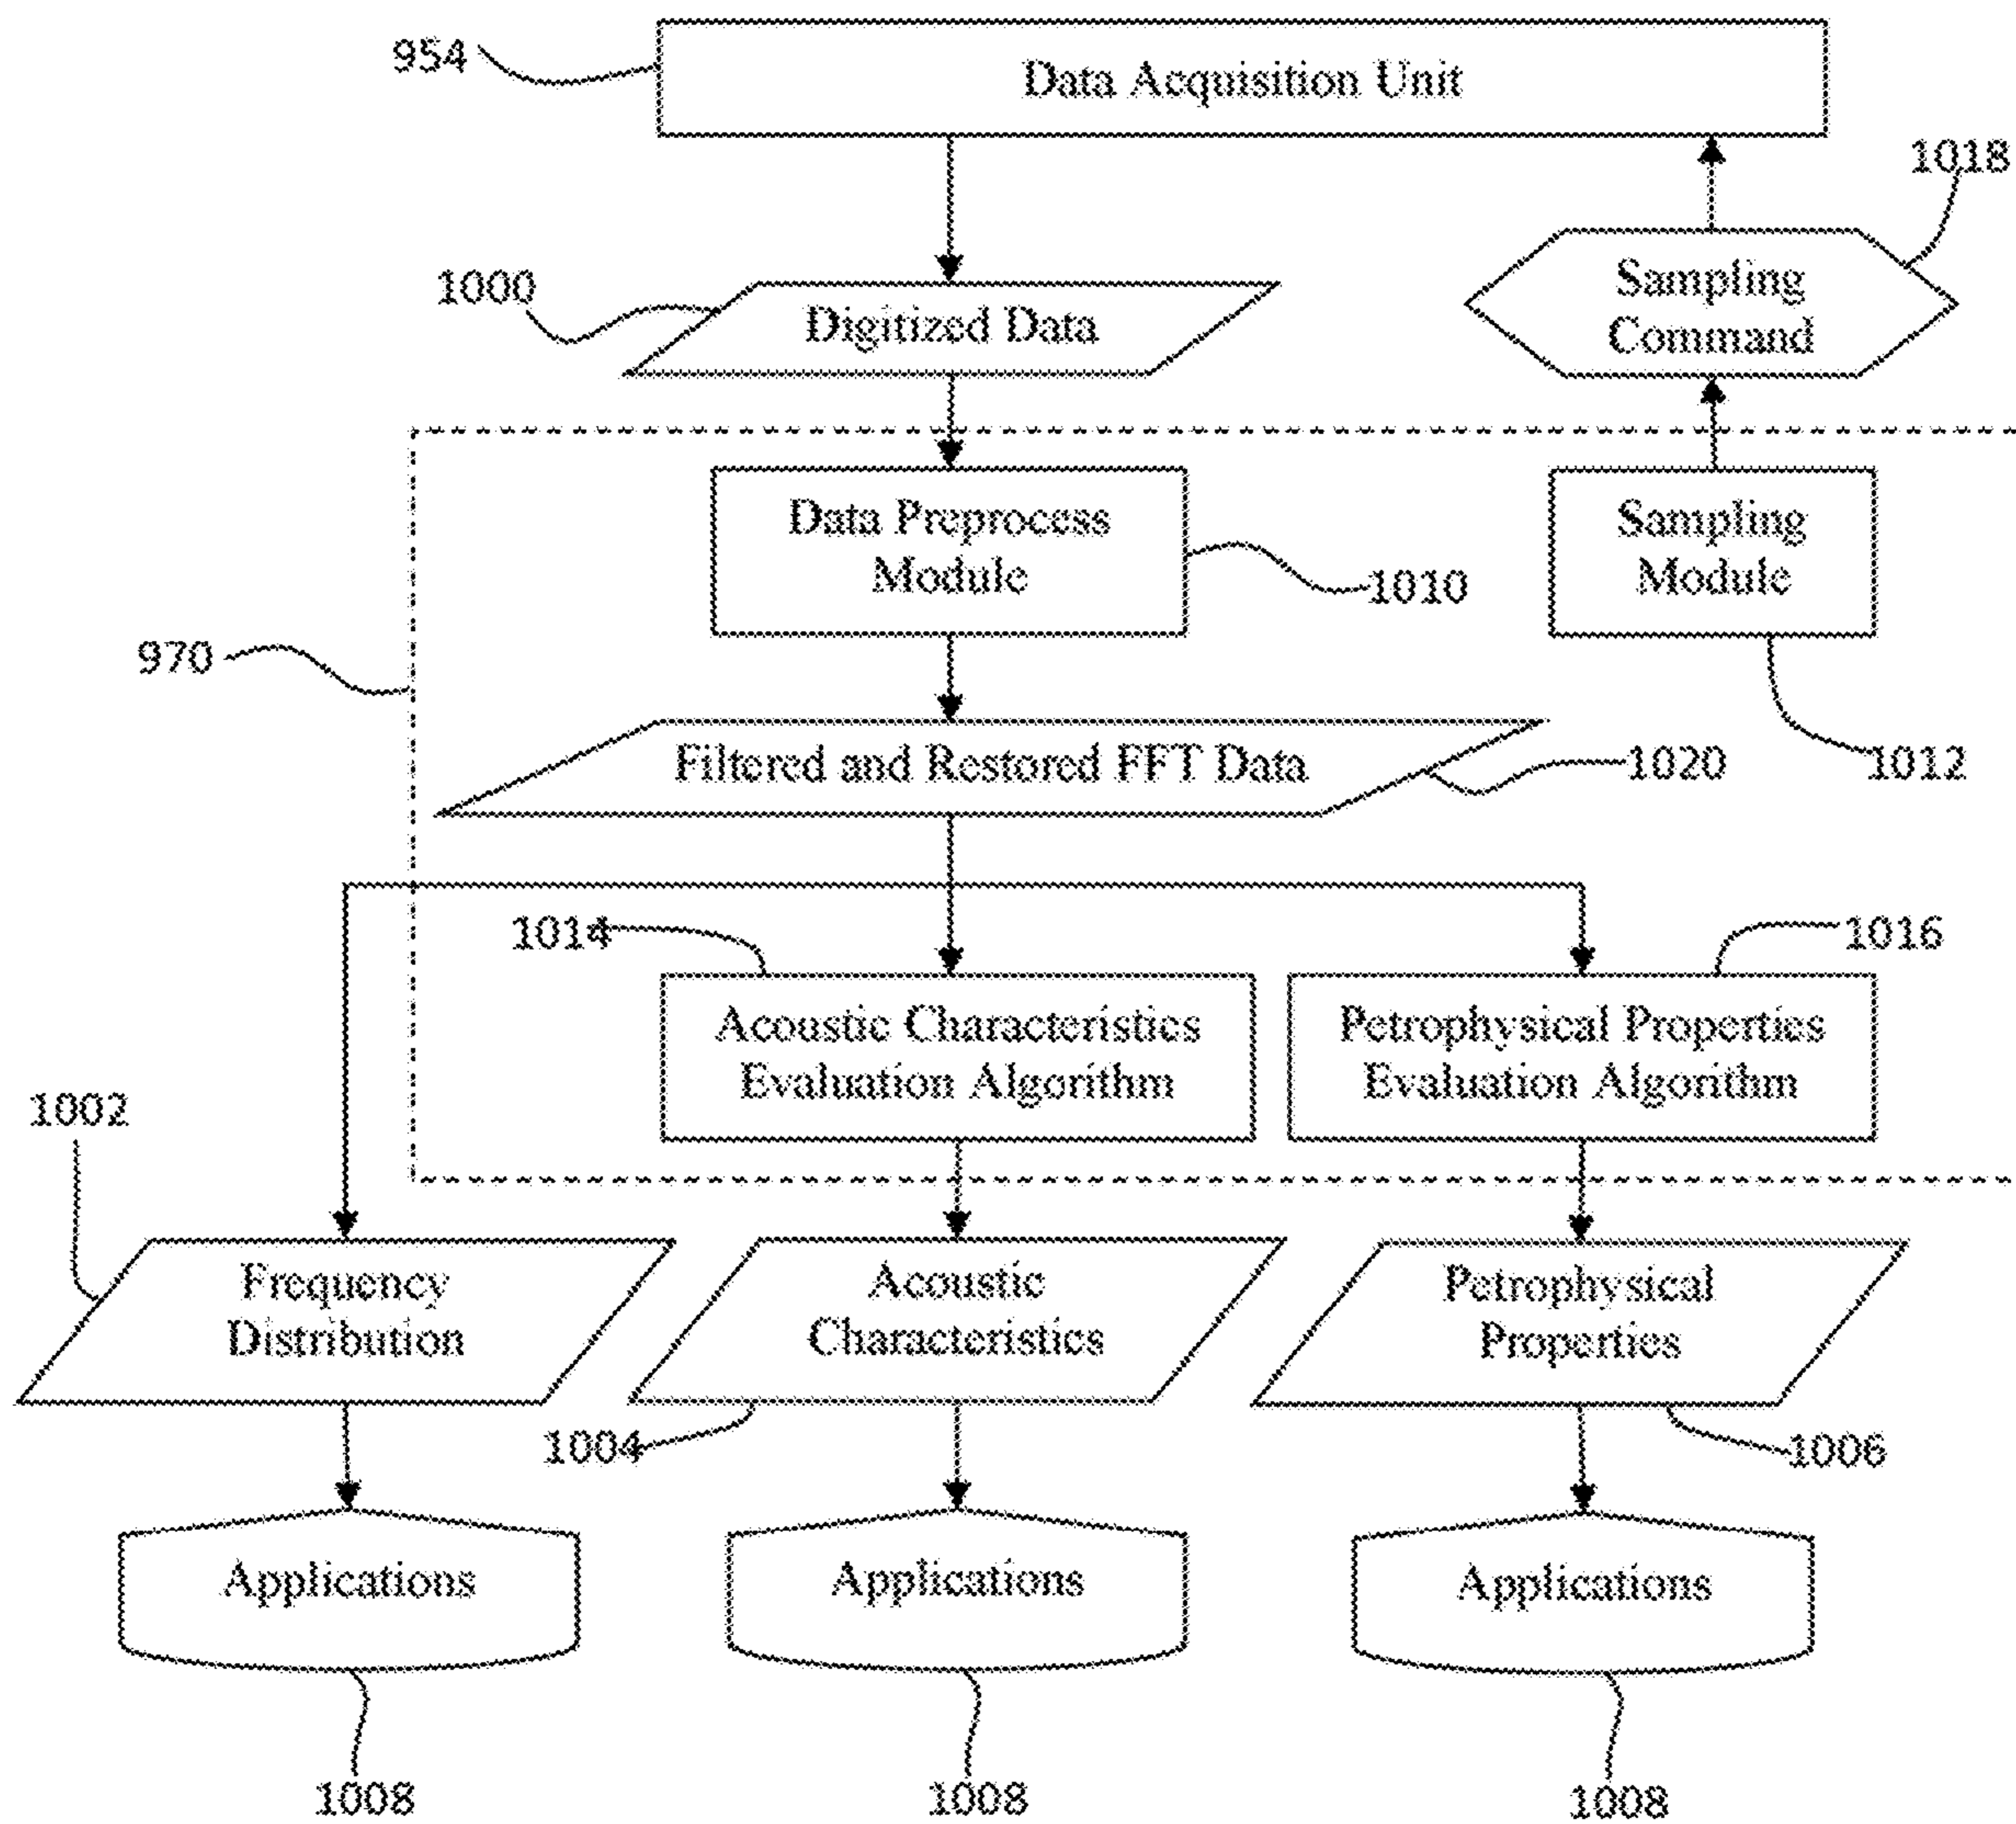 954
Data Acquisition Unit
1018
1000
Digitized Data
Sampling
Command
Data Preprocess
Module
1010
Sampling
Module
970
Filtered and Restored FFT Data
1020
1012
1014
1016
Acoustic Characteristics
Evaluation Algorithm
Petrophysical Properties
Evaluation Algorithm
1002
Frequency
Distribution
Acoustic
Characteristics
Petrophysical
Properties
1004
1006
Applications
Applications
Applications
1008
1008
1008